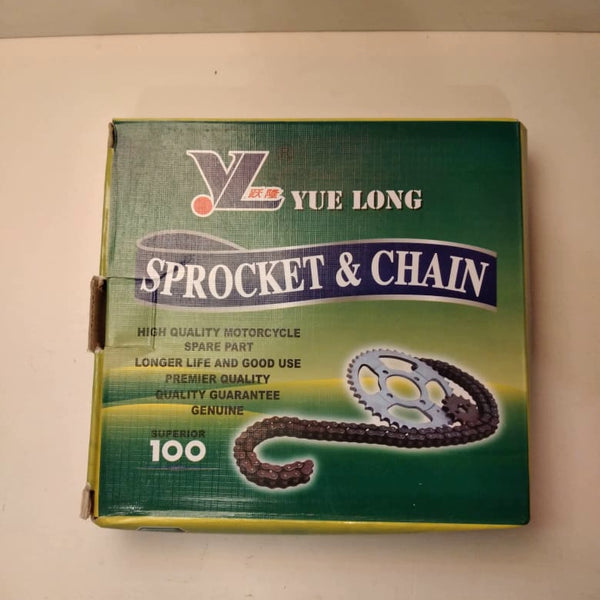 YL
跃隆
YUE LONG
SPROCKET & CHAIN
HIGH QUALITY MOTORCYCLE
SPARE PART
LONGER LIFE AND GOOD USE
PREMIER QUALITY
QUALITY GUARANTEE
GENUINE
SUPERIOR
100